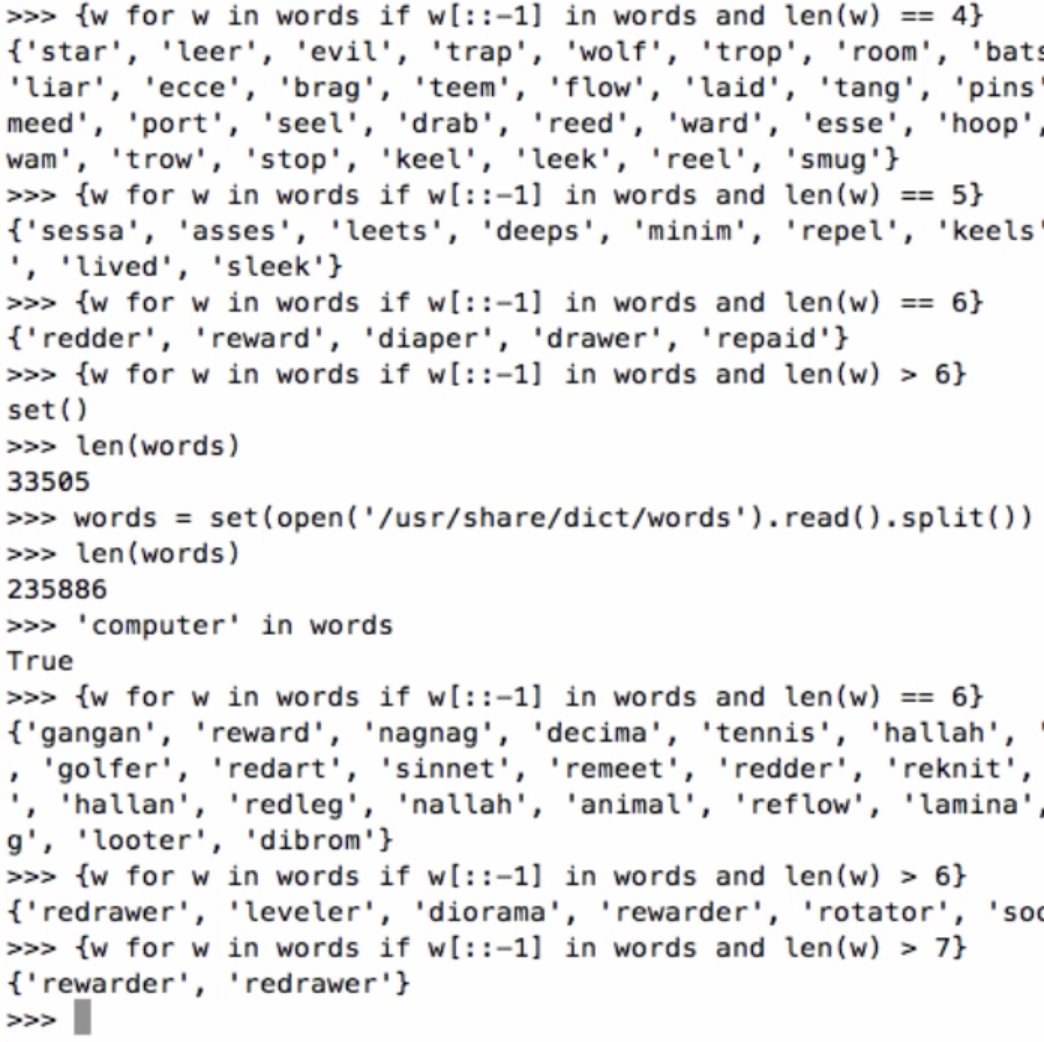 >>> {w for w in words if w[::-1] in words and len(w) == 4}
{'star', 'leer', 'evil', 'trap', 'wolf', 'trop', 'room', 'bats
'liar', 'ecce', 'brag', 'teem', 'flow', 'laid', 'tang', 'pins'
meed', 'port', 'seel', 'drab', 'reed', 'ward', 'esse', 'hoop',
wam', 'trow', 'stop', 'keel', 'leek', 'reel', 'smug'}
>>> {w for w in words if w[::-1] in words and len(w) == 5}
{'sessa', 'asses', 'leets', 'deeps', 'minim', 'repel', 'keels'
', 'lived', 'sleek'}
>>> {w for w in words if w[::-1] in words and len(w) == 6}
{'redder', 'reward', 'diaper', 'drawer', 'repaid'}
>>> {w for w in words if w[::-1] in words and len(w) > 6}
set()
>>> len(words)
33505
>>> words = set(open('/usr/share/dict/words').read().split())
>>> len(words)
235886
>>> 'computer' in words
True
>>> {w for w in words if w[::-1] in words and len(w) == 6}
{'gangan', 'reward', 'nagnag', 'decima', 'tennis', 'hallah', '
, 'golfer', 'redart', 'sinnet', 'remeet', 'redder', 'reknit',
', 'hallan', 'redleg', 'nallah', 'animal', 'reflow', 'lamina',
g', 'looter', 'dibrom'}
>>> {w for w in words if w[::-1] in words and len(w) > 6}
{'redrawer', 'leveler', 'diorama', 'rewarder', 'rotator', 'soc
>>> {w for w in words if w[::-1] in words and len(w) > 7}
{'rewarder', 'redrawer'}
>>>